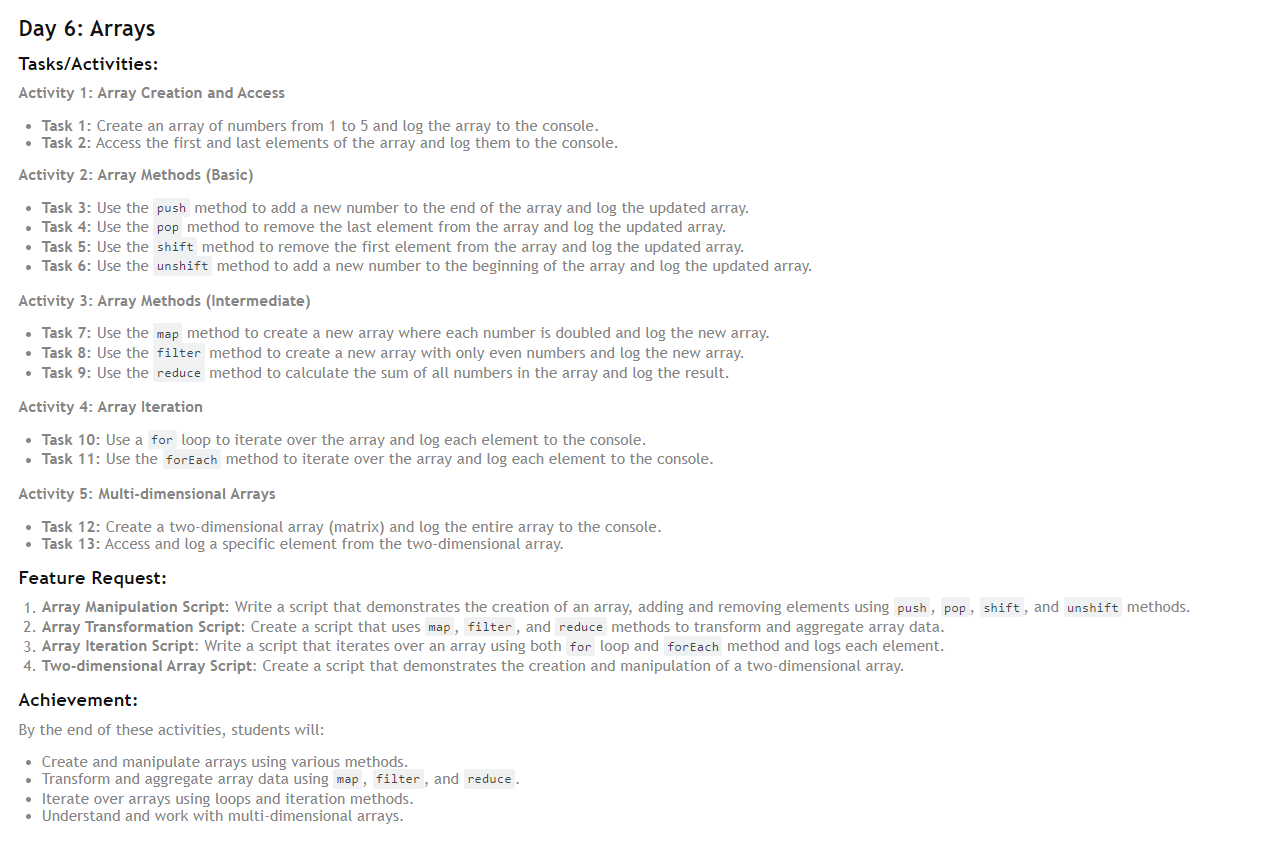 Day 6: Arrays
Tasks/Activities:
Activity 1: Array Creation and Access
• Task 1: Create an array of numbers from 1 to 5 and log the array to the console.
• Task 2: Access the first and last elements of the array and log them to the console.
Activity 2: Array Methods (Basic)
• Task 3: Use the push method to add a new number to the end of the array and log the updated array.
• Task 4: Use the pop method to remove the last element from the array and log the updated array.
• Task 5: Use the shift method to remove the first element from the array and log the updated array.
• Task 6: Use the unshift method to add a new number to the beginning of the array and log the updated array.
Activity 3: Array Methods (Intermediate)
• Task 7: Use the map method to create a new array where each number is doubled and log the new array.
• Task 8: Use the filter method to create a new array with only even numbers and log the new array.
• Task 9: Use the reduce method to calculate the sum of all numbers in the array and log the result.
Activity 4: Array Iteration
• Task 10: Use a for loop to iterate over the array and log each element to the console.
• Task 11: Use the forEach method to iterate over the array and log each element to the console.
Activity 5: Multi-dimensional Arrays
• Task 12: Create a two-dimensional array (matrix) and log the entire array to the console.
• Task 13: Access and log a specific element from the two-dimensional array.
Feature Request:
1. Array Manipulation Script: Write a script that demonstrates the creation of an array, adding and removing elements using push, pop, shift, and unshift methods.
2. Array Transformation Script: Create a script that uses map, filter, and reduce methods to transform and aggregate array data.
3. Array Iteration Script: Write a script that iterates over an array using both for loop and forEach method and logs each element.
4. Two-dimensional Array Script: Create a script that demonstrates the creation and manipulation of a two-dimensional array.
Achievement:
By the end of these activities, students will:
• Create and manipulate arrays using various methods.
• Transform and aggregate array data using map, filter, and reduce.
• Iterate over arrays using loops and iteration methods.
• Understand and work with multi-dimensional arrays.